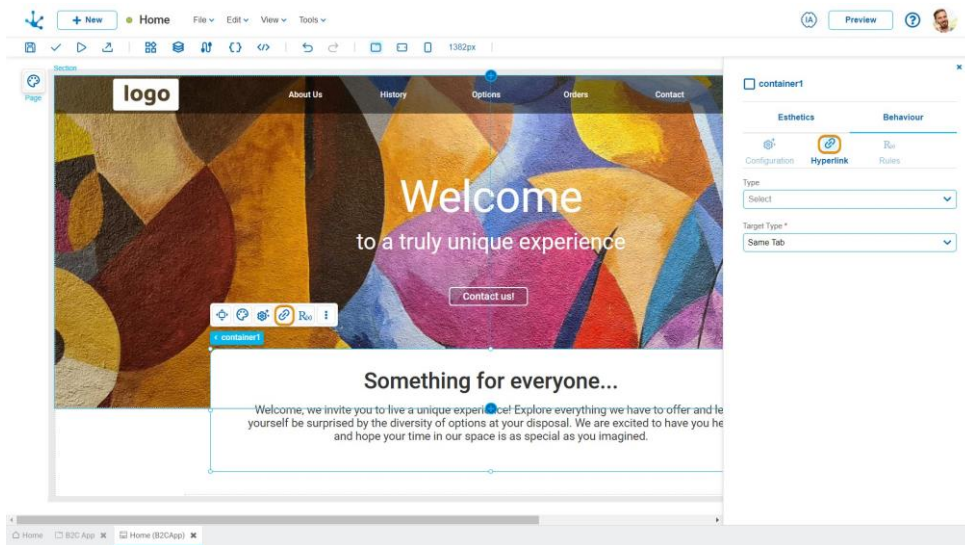 + New
Home
File
Edit
View
Tools
IA
Preview
?
1382px
Section
Page
logo
About Us
History
Options
Orders
Contact
Welcome
to a truly unique experience
Contact us!
container1
Something for everyone...
Welcome, we invite you to live a unique experience! Explore everything we have to offer and le
yourself be surprised by the diversity of options at your disposal. We are excited to have you he
and hope your time in our space is as special as you imagined.
container1
Esthetics
Behaviour
Configuration
Hyperlink
Rules
Type
Select
Target Type *
Same Tab
Home
B2C App
Home (B2CApp)